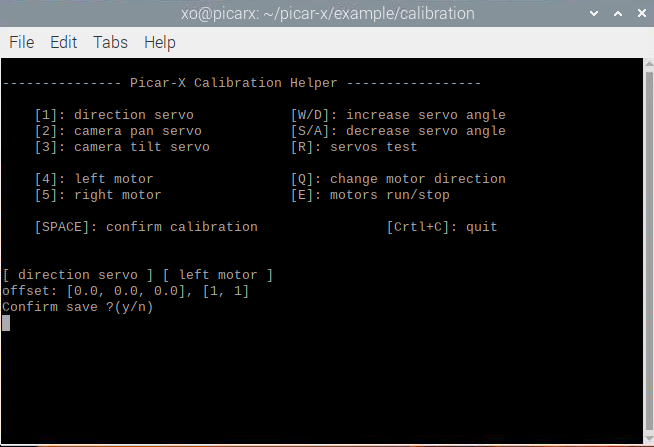 xo@picarx: ~/picar-x/example/calibration
File Edit Tabs Help
--------------- Picar-X Calibration Helper -----------------
[1]: direction servo [W/D]: increase servo angle
[2]: camera pan servo [S/A]: decrease servo angle
[3]: camera tilt servo [R]: servos test
[4]: left motor [Q]: change motor direction
[5]: right motor [E]: motors run/stop
[SPACE]: confirm calibration [Crtl+C]: quit
[ direction servo ] [ left motor ]
offset: [0.0, 0.0, 0.0], [1, 1]
Confirm save ?(y/n)